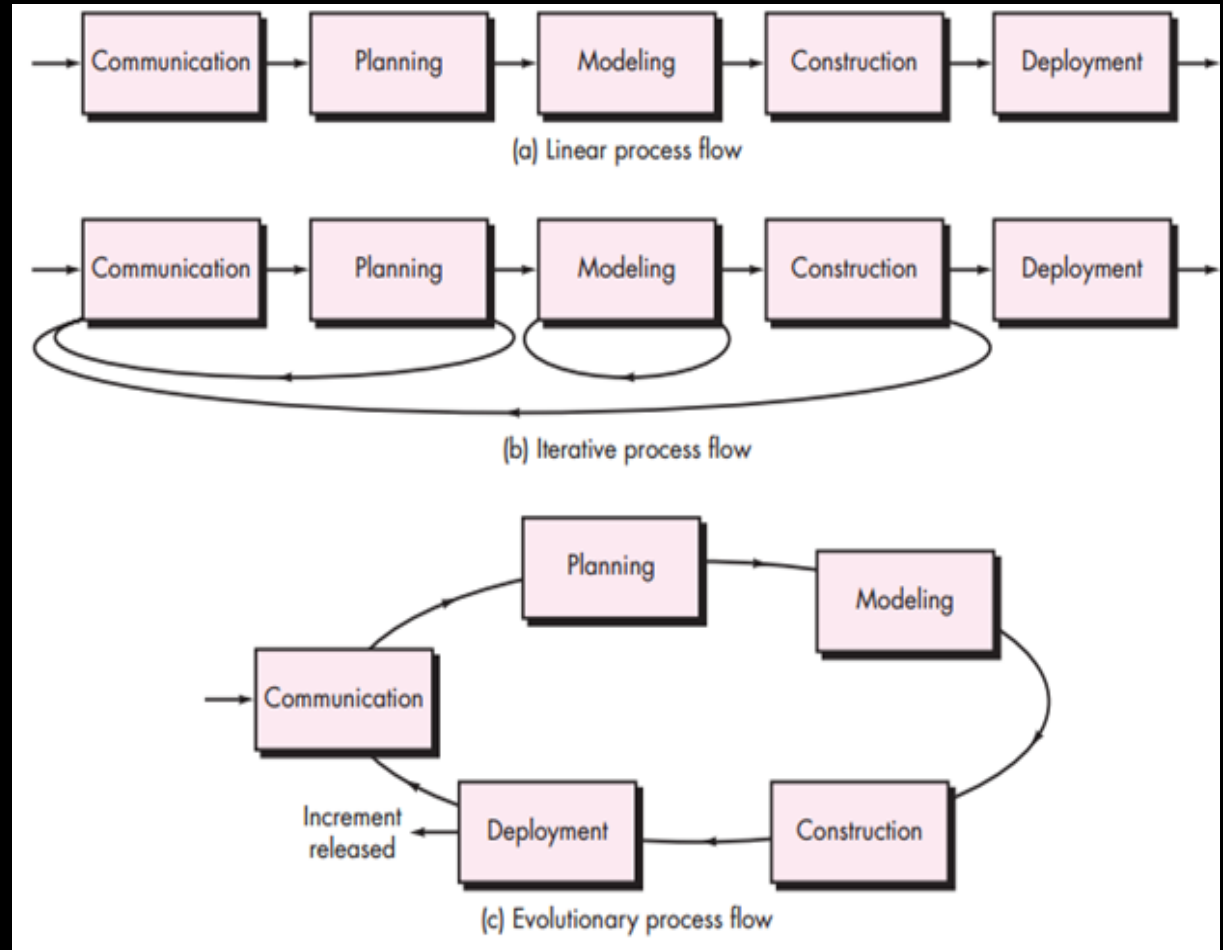 Communication Planning Modeling Construction Deployment
(a) Linear process flow
Communication Planning Modeling Construction Deployment
(b) Iterative process flow
Planning
Modeling
Communication
Increment
released
Deployment
Construction
(c) Evolutionary process flow